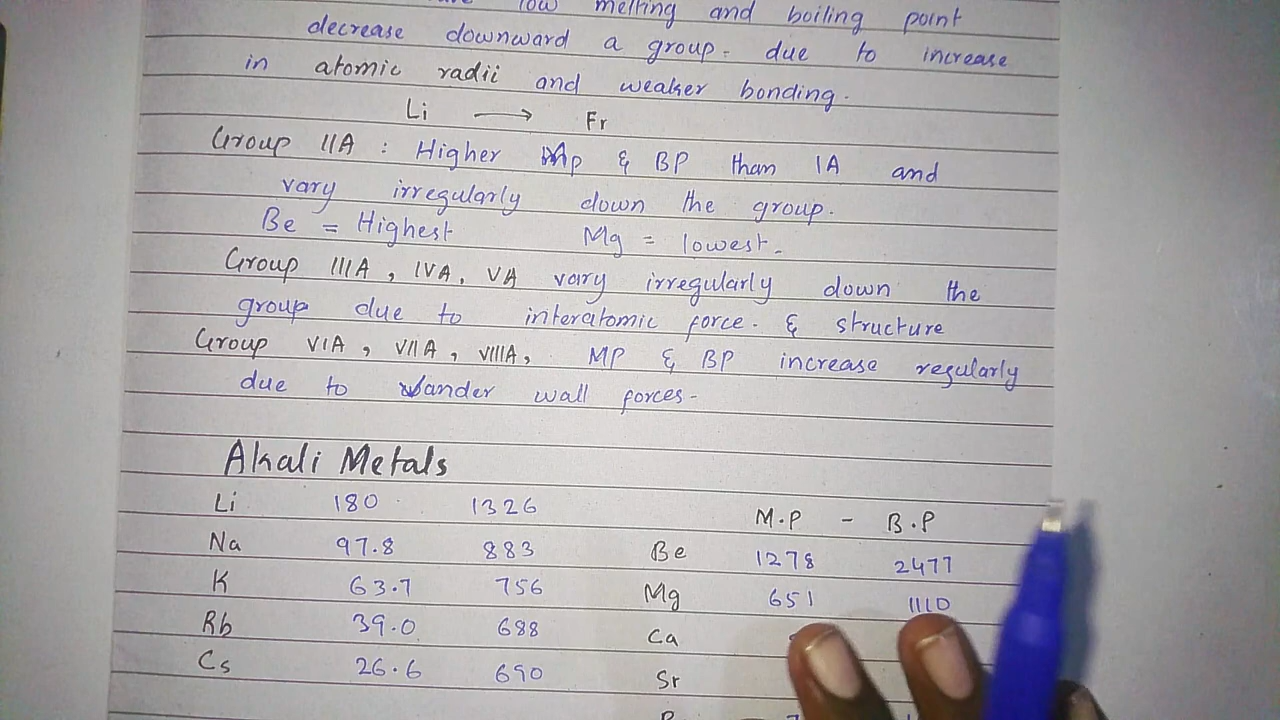 low melting and boiling point
decrease downward a group. due to increase
in atomic radii and weaker bonding.
Li → Fr
Group IIA : Higher Mp & BP than IA and
vary irregularly down the group.
Be = Highest Mg = lowest.
Group IIIA , IVA, VA vary irregularly down the
group due to interatomic force. & structure
Group VIA , VIIA , VIIIA, MP & BP increase regularly
due to Vander wall forces-
Akali Metals
Li 180 1326
M.P - B.P
Na 97.8 883
Be 1278 2477
K 63.7 756
Mg 651 1110
Rb 39.0 688
Ca
Cs 26.6 690
Sr